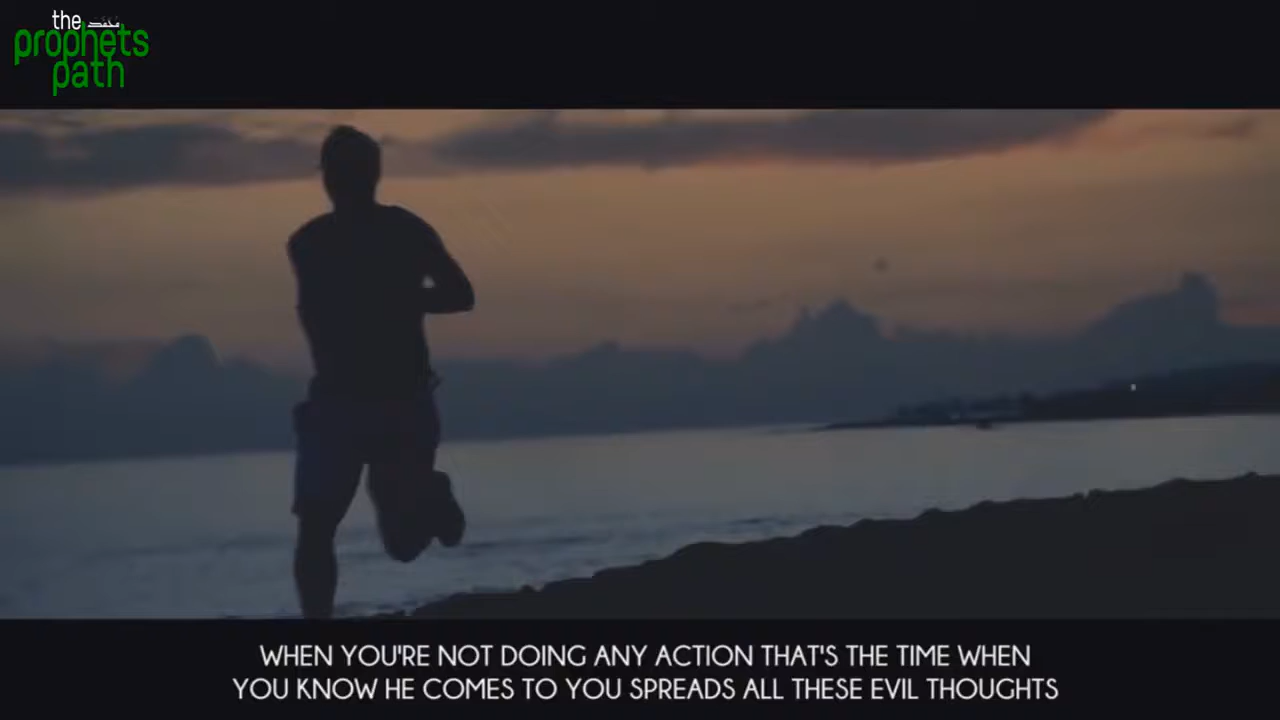 the محمد
prophets
path
WHEN YOU'RE NOT DOING ANY ACTION THAT'S THE TIME WHEN
YOU KNOW HE COMES TO YOU SPREADS ALL THESE EVIL THOUGHTS